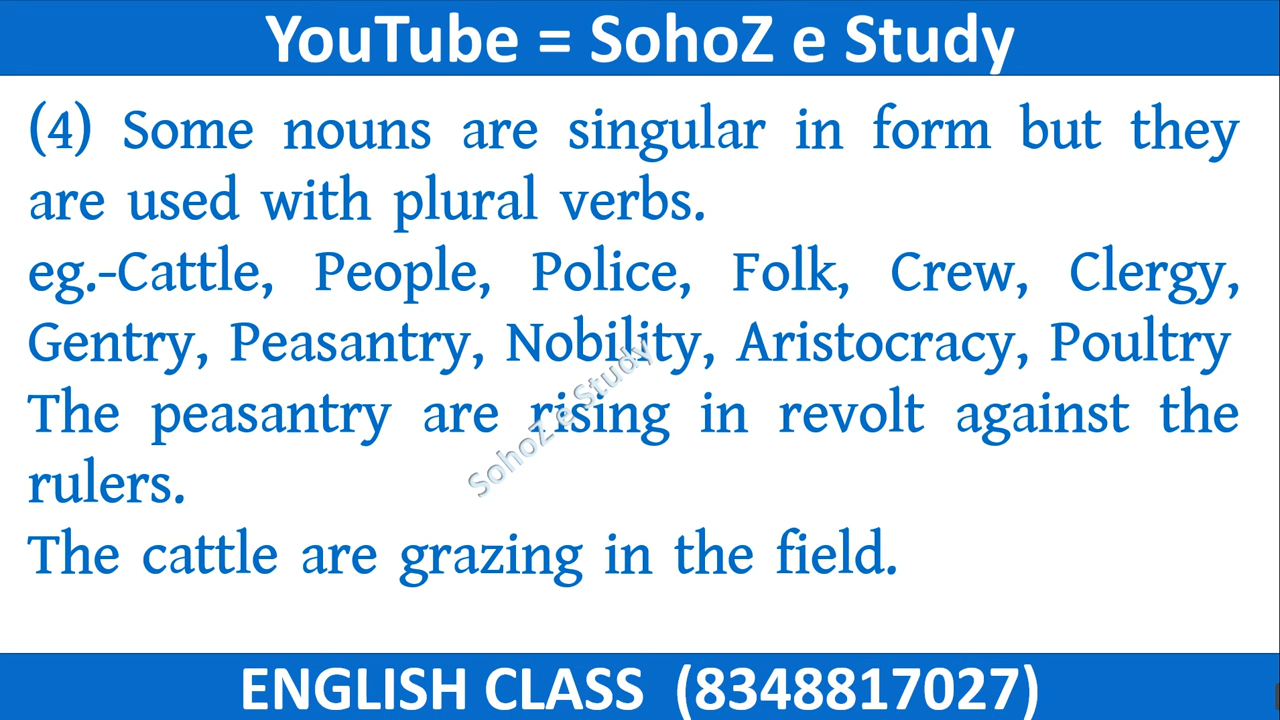 YouTube = SohoZ e Study
(4) Some nouns are singular in form but they
are used with plural verbs.
eg.-Cattle, People, Police, Folk, Crew, Clergy,
Gentry, Peasantry, Nobility, Aristocracy, Poultry
The peasantry are rising in revolt against the
rulers.
The cattle are grazing in the field.
SohoZ e Study
ENGLISH CLASS (8348817027)